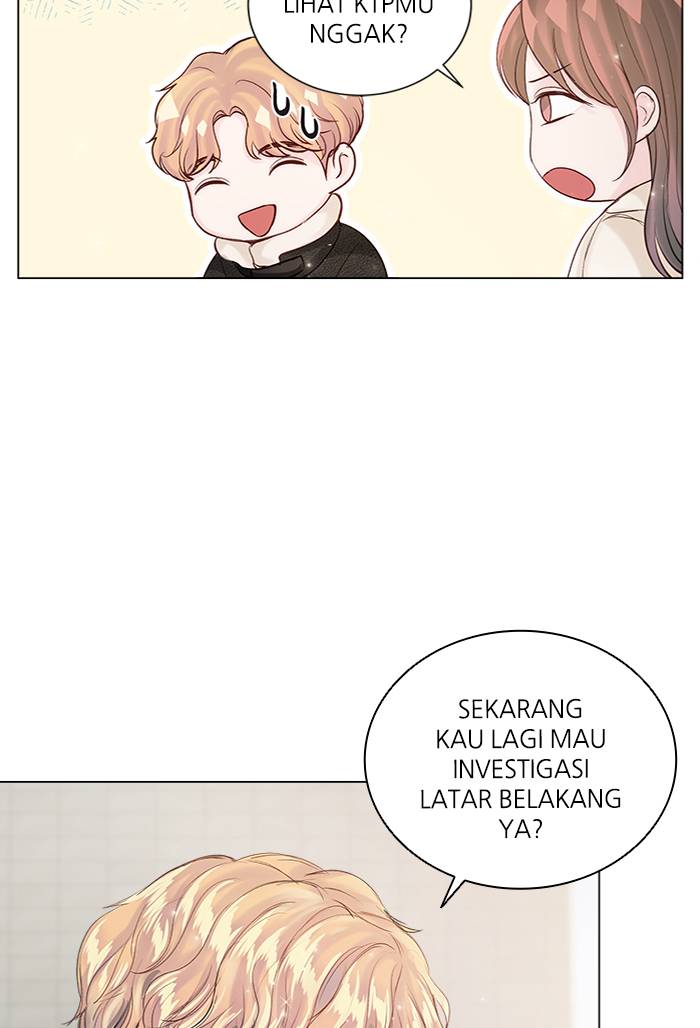 LIHAT KTPMU
NGGAK?
SEKARANG
KAU LAGI MAU
INVESTIGASI
LATAR BELAKANG
YA?